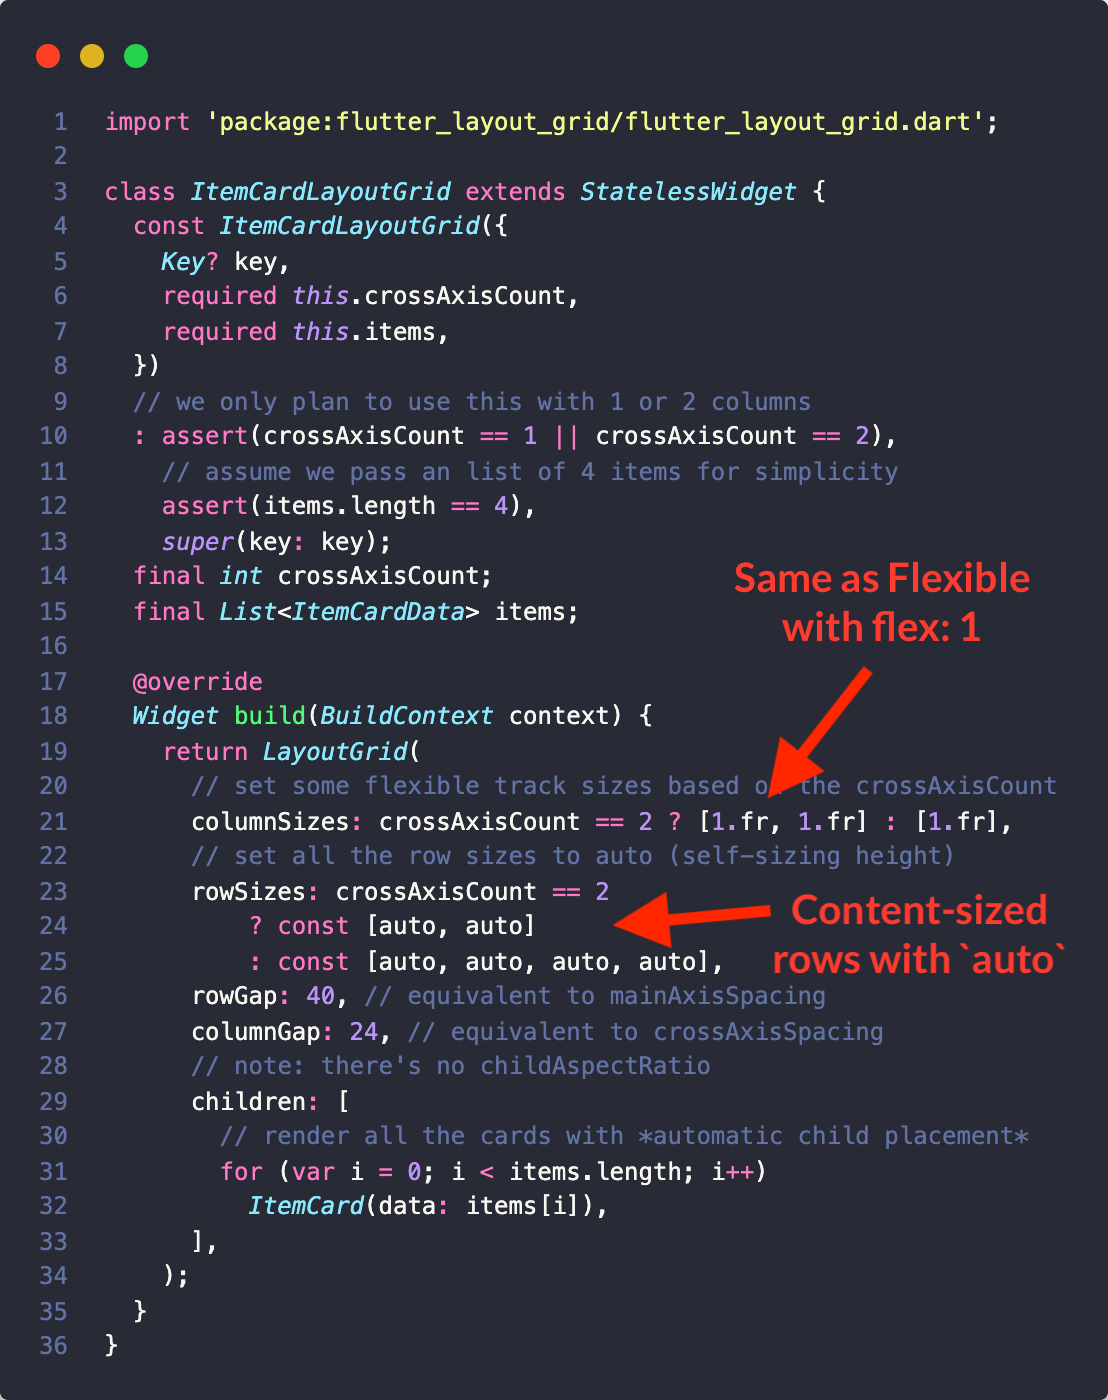 1 import 'package:flutter_layout_grid/flutter_layout_grid.dart';
2
3 class ItemCardLayoutGrid extends StatelessWidget {
4   const ItemCardLayoutGrid({
5     Key? key,
6     required this.crossAxisCount,
7     required this.items,
8   })
9   // we only plan to use this with 1 or 2 columns
10   : assert(crossAxisCount == 1 || crossAxisCount == 2),
11     // assume we pass an list of 4 items for simplicity
12     assert(items.length == 4),
13     super(key: key);
14   final int crossAxisCount;
15   final List<ItemCardData> items;
Same as Flexible
with flex: 1
16
17   @override
18   Widget build(BuildContext context) {
19     return LayoutGrid(
20       // set some flexible track sizes based on the crossAxisCount
21       columnSizes: crossAxisCount == 2 ? [1.fr, 1.fr] : [1.fr],
22       // set all the row sizes to auto (self-sizing height)
23       rowSizes: crossAxisCount == 2
24           ? const [auto, auto]
25           : const [auto, auto, auto, auto],
Content-sized
rows with `auto`
26       rowGap: 40, // equivalent to mainAxisSpacing
27       columnGap: 24, // equivalent to crossAxisSpacing
28       // note: there's no childAspectRatio
29       children: [
30         // render all the cards with *automatic child placement*
31         for (var i = 0; i < items.length; i++)
32           ItemCard(data: items[i]),
33       ],
34     );
35   }
36 }